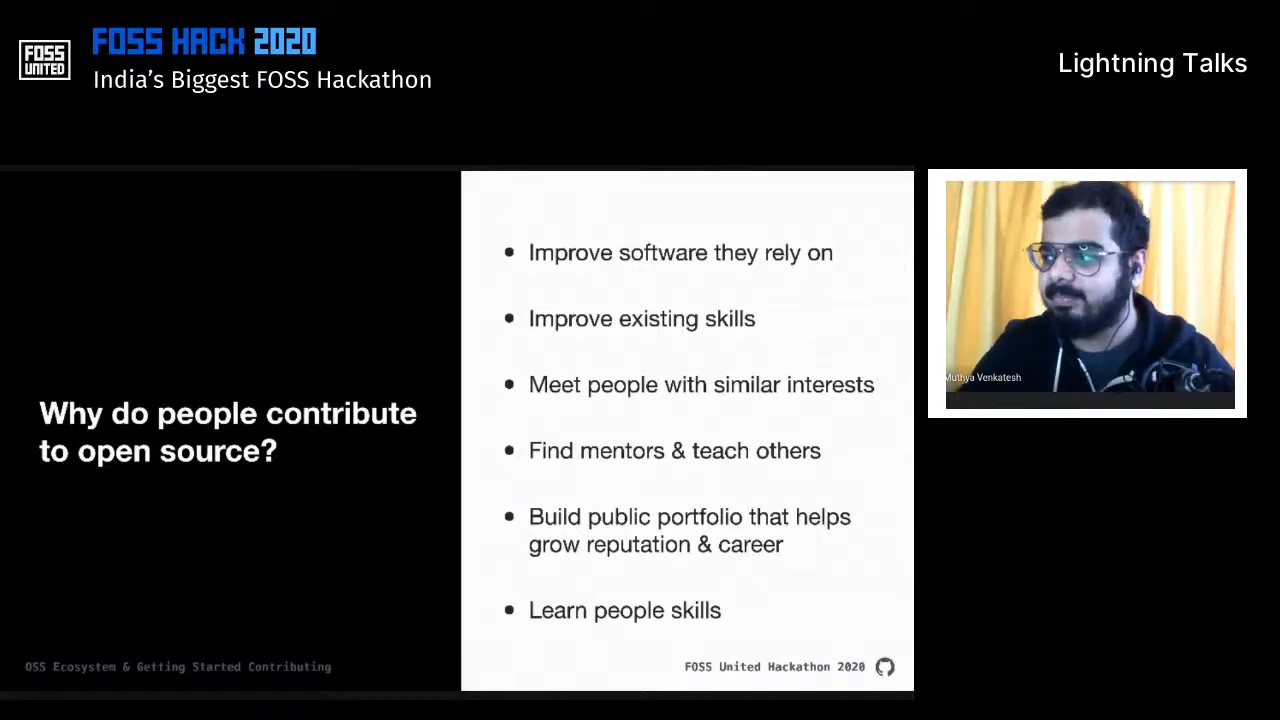 FOSS
UNITED
FOSS HACK 2020
India’s Biggest FOSS Hackathon
Lightning Talks
Why do people contribute
to open source?
• Improve software they rely on
• Improve existing skills
• Meet people with similar interests
• Find mentors & teach others
• Build public portfolio that helps
grow reputation & career
• Learn people skills
OSS Ecosystem & Getting Started Contributing
FOSS United Hackathon 2020
Muthya Venkatesh